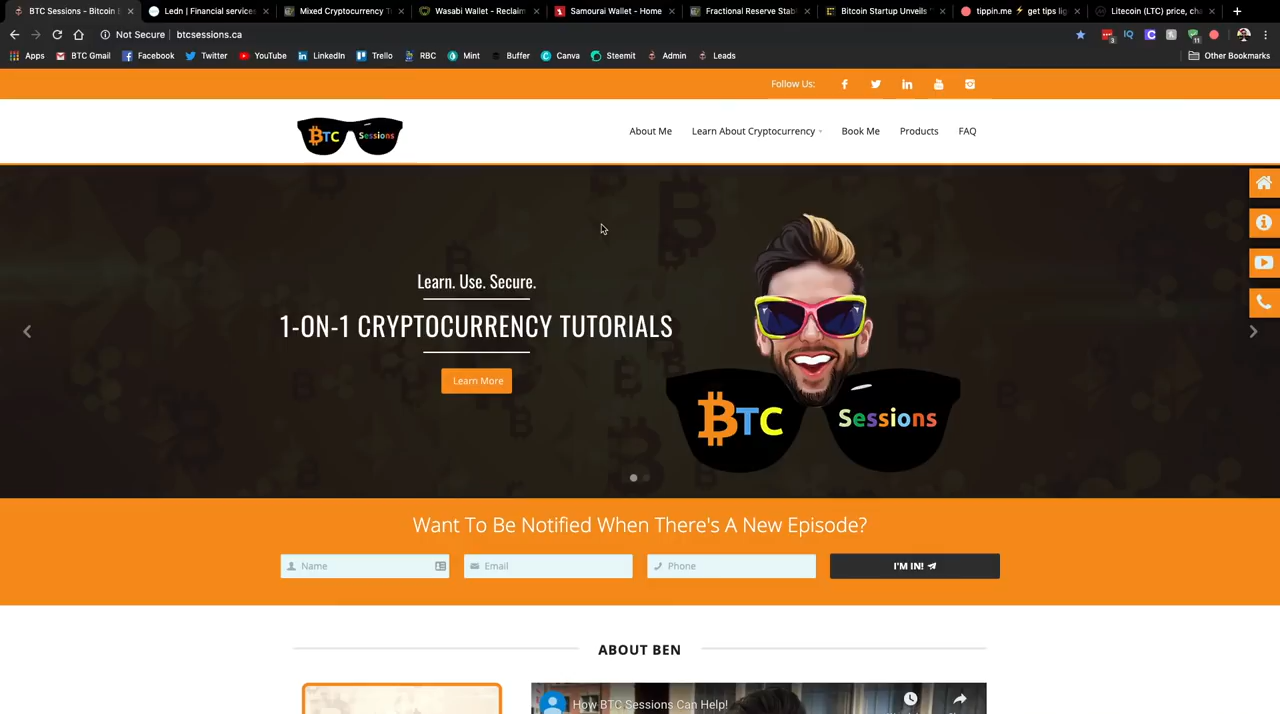 BTC Sessions - Bitcoin B
Ledn | Financial services
Mixed Cryptocurrency T
Wasabi Wallet - Reclaim
Samourai Wallet - Home
Fractional Reserve Stabl
Bitcoin Startup Unveils "
tippin.me ⚡ get tips lig
Litecoin (LTC) price, cha
Not Secure | btcsessions.ca
Apps
BTC Gmail
Facebook
Twitter
YouTube
LinkedIn
Trello
RBC
Mint
Buffer
Canva
Steemit
Admin
Leads
Other Bookmarks
Follow Us:
BTC Sessions
About Me
Learn About Cryptocurrency
Book Me
Products
FAQ
Learn. Use. Secure.
1-ON-1 CRYPTOCURRENCY TUTORIALS
Learn More
BTC Sessions
Want To Be Notified When There's A New Episode?
Name
Email
Phone
I'M IN!
ABOUT BEN
How BTC Sessions Can Help!